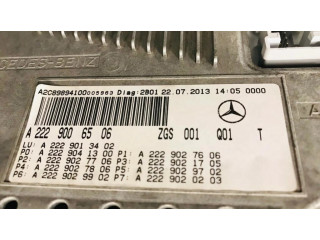 A2C89894100005963 Diag:2801 22.07.2013 14:05 0000
A 222 900 65 06 ZGS 001 Q01 T
LU: A 222 901 34 02
P0: A 222 904 13 00 P1: A 222 902 76 06
P2: A 222 902 77 06 P3: A 222 902 17 05
P4: A 222 902 78 06 P5: A 222 902 97 02
P6: A 222 902 99 02 P7: A 222 902 02 03